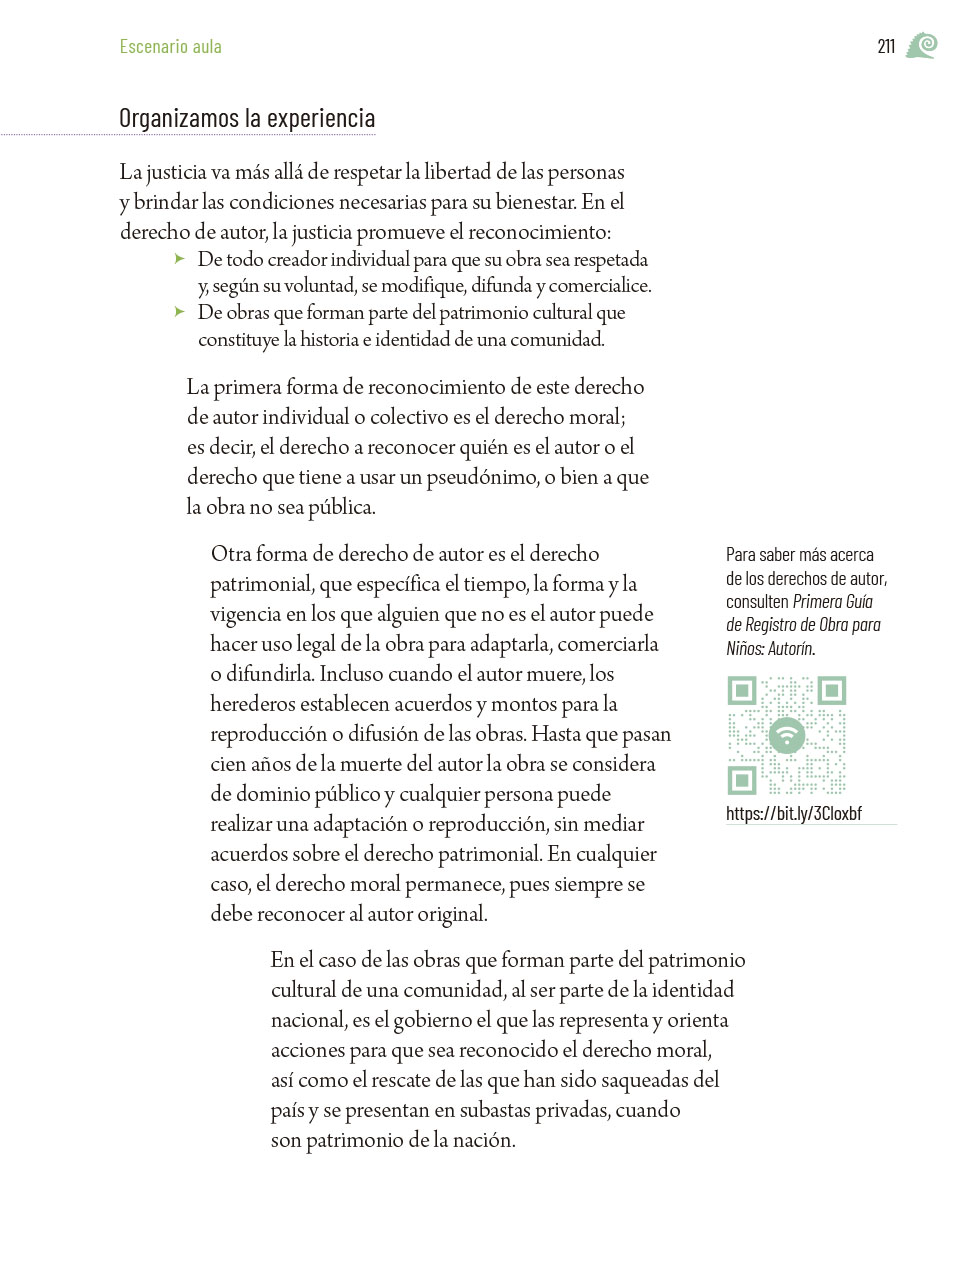 Escenario aula
211
Organizamos la experiencia
La justicia va más allá de respetar la libertad de las personas
y brindar las condiciones necesarias para su bienestar. En el
derecho de autor, la justicia promueve el reconocimiento:
➤ De todo creador individual para que su obra sea respetada
y, según su voluntad, se modifique, difunda y comercialice.
➤ De obras que forman parte del patrimonio cultural que
constituye la historia e identidad de una comunidad.
La primera forma de reconocimiento de este derecho
de autor individual o colectivo es el derecho moral;
es decir, el derecho a reconocer quién es el autor o el
derecho que tiene a usar un pseudónimo, o bien a que
la obra no sea pública.
Otra forma de derecho de autor es el derecho
patrimonial, que específica el tiempo, la forma y la
vigencia en los que alguien que no es el autor puede
hacer uso legal de la obra para adaptarla, comerciarla
o difundirla. Incluso cuando el autor muere, los
herederos establecen acuerdos y montos para la
reproducción o difusión de las obras. Hasta que pasan
cien años de la muerte del autor la obra se considera
de dominio público y cualquier persona puede
realizar una adaptación o reproducción, sin mediar
acuerdos sobre el derecho patrimonial. En cualquier
caso, el derecho moral permanece, pues siempre se
debe reconocer al autor original.
Para saber más acerca
de los derechos de autor,
consulten Primera Guía
de Registro de Obra para
Niños: Autorín.
https://bit.ly/3Cloxbf
En el caso de las obras que forman parte del patrimonio
cultural de una comunidad, al ser parte de la identidad
nacional, es el gobierno el que las representa y orienta
acciones para que sea reconocido el derecho moral,
así como el rescate de las que han sido saqueadas del
país y se presentan en subastas privadas, cuando
son patrimonio de la nación.